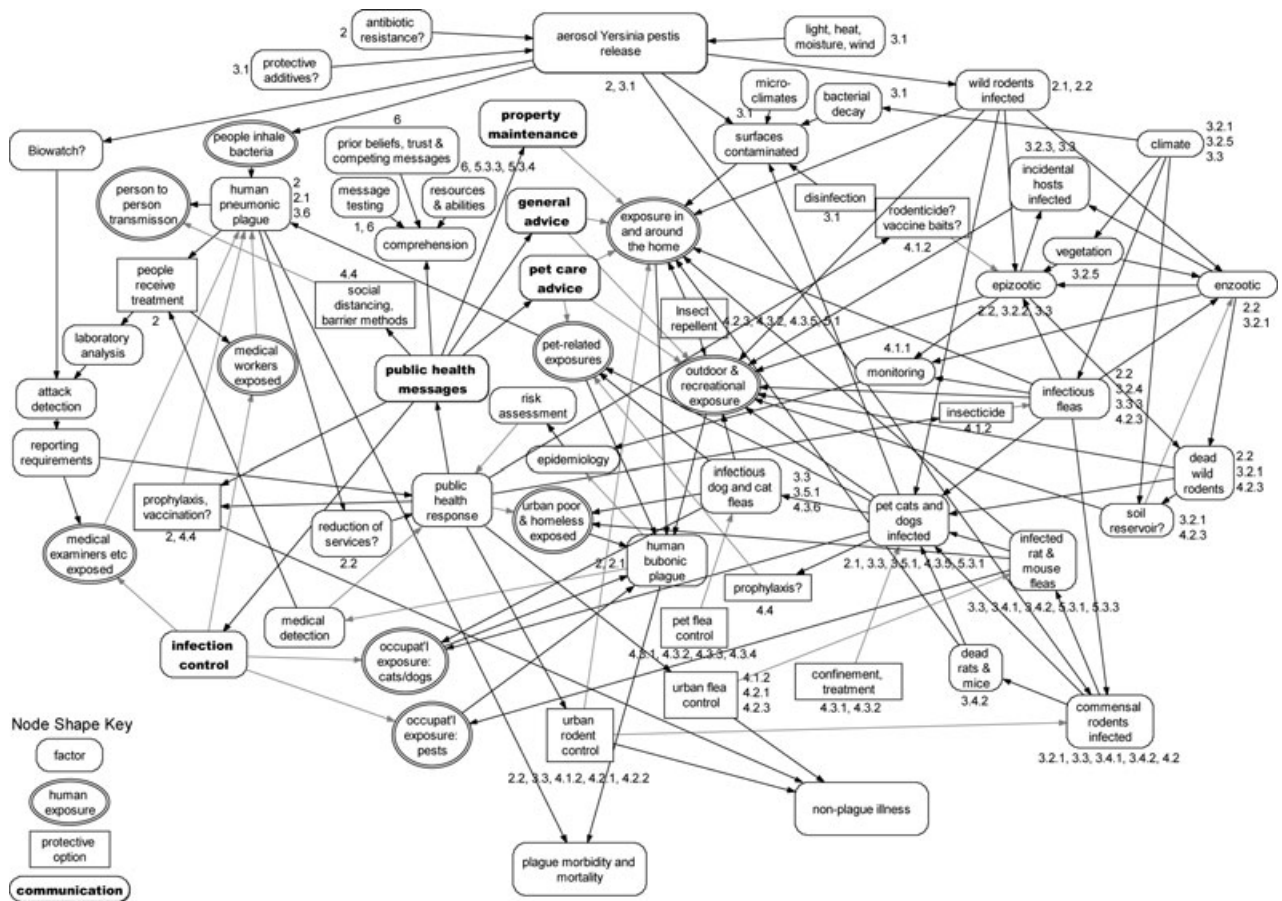 antibiotic
resistance?
2
aerosol Yersinia pestis
release
light, heat,
moisture, wind
3.1
protective
additives?
3.1
2, 3.1
micro-
climates
bacterial
decay
3.1
wild rodents
infected
2.1, 2.2
Biowatch?
people inhale
bacteria
6
prior beliefs, trust &
competing messages
property
maintenance
6, 5.3.3, 5.3.4
3.1
surfaces
contaminated
climate
3.2.1
3.2.5
3.3
3.2.3, 3.3
incidental
hosts
infected
person to
person
transmisson
human
pneumonic
plague
2
2.1
3.6
message
testing
resources
& abilities
1, 6
comprehension
general
advice
exposure in
and around
the home
disinfection
3.1
rodenticide?
vaccine baits?
4.1.2
vegetation
3.2.5
people
receive
treatment
2
4.4
social
distancing,
barrier methods
pet care
advice
epizootic
2.2, 3.2.2, 3.3
enzootic
2.2
3.2.1
Insect
repellent
4.2.3, 4.3.2, 4.3.5, 5.1
laboratory
analysis
medical
workers
exposed
public health
messages
pet-related
exposures
outdoor &
recreational
exposure
4.1.1
monitoring
infectious
fleas
2.2
3.2.4
3.3.3
4.2.3
attack
detection
risk
assessment
insecticide
4.1.2
reporting
requirements
epidemiology
infectious
dog and cat
fleas
3.3
3.5.1
4.3.6
dead
wild
rodents
2.2
3.2.1
4.2.3
prophylaxis,
vaccination?
2, 4.4
public
health
response
urban poor
& homeless
exposed
pet cats and
dogs
infected
2.1, 3.3, 3.5.1, 4.3.5, 5.3.1
soil
reservoir?
3.2.1
4.2.3
medical
examiners etc
exposed
reduction of
services?
2.2
2, 2.1
human
bubonic
plague
prophylaxis?
4.4
infected
rat &
mouse
fleas
3.3, 3.4.1, 3.4.2, 5.3.1, 5.3.3
medical
detection
pet flea
control
4.3.1, 4.3.2, 4.3.3, 4.3.4
infection
control
occupat'l
exposure:
cats/dogs
urban flea
control
4.1.2
4.2.1
4.2.3
confinement,
treatment
4.3.1, 4.3.2
dead
rats &
mice
3.4.2
commensal
rodents
infected
3.2.1, 3.3, 3.4.1, 3.4.2, 4.2
occupat'l
exposure:
pests
urban
rodent
control
2.2, 3.3, 4.1.2, 4.2.1, 4.2.2
non-plague illness
plague morbidity and
mortality
Node Shape Key
factor
human
exposure
protective
option
communication